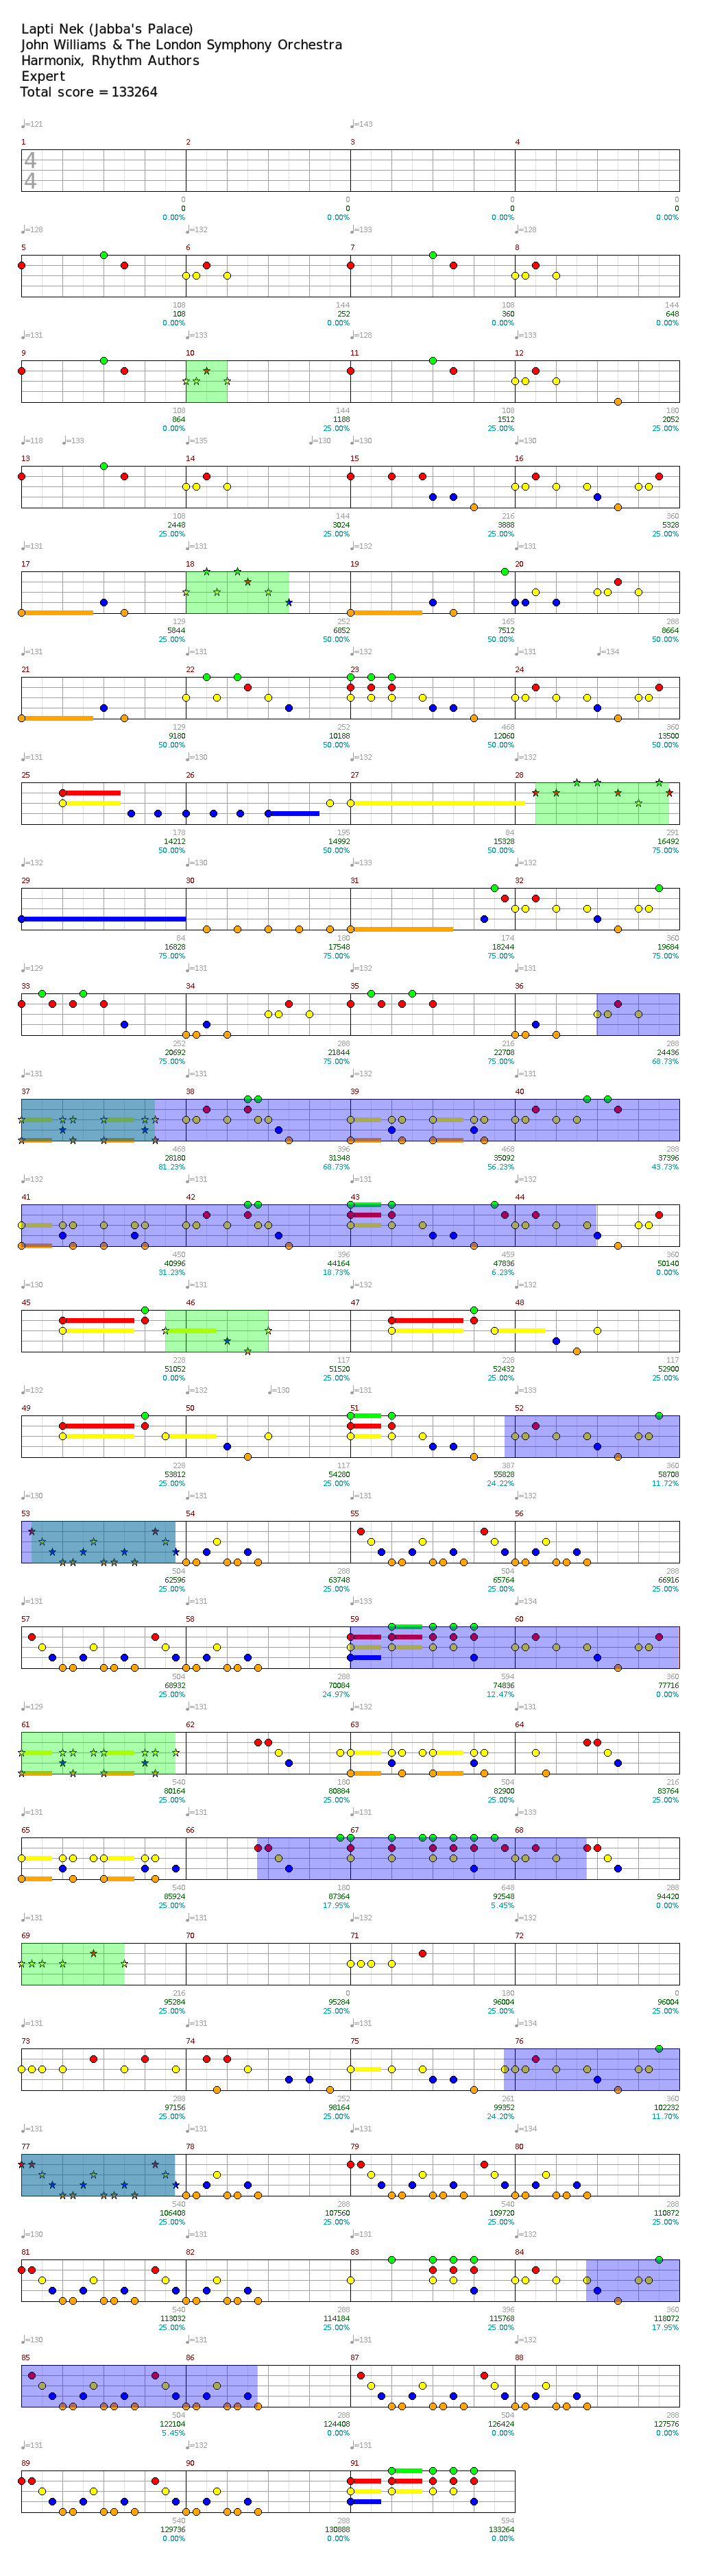 Lapti Nek (Jabba's Palace)
John Williams & The London Symphony Orchestra
Harmonix, Rhythm Authors
Expert
Total score = 133264
♩=121 ♩=143
1 2 3 4
4
4
0 0 0 0
0 0 0 0
0.00% 0.00% 0.00% 0.00%
♩=128 ♩=132 ♩=133 ♩=128
5 6 7 8
108 144 108 144
108 252 360 648
0.00% 0.00% 0.00% 0.00%
♩=131 ♩=133 ♩=128 ♩=133
9 10 11 12
108 144 108 180
864 1188 1512 2052
0.00% 25.00% 25.00% 25.00%
♩=118 ♩=133 ♩=135 ♩=130 ♩=130 ♩=130
13 14 15 16
108 144 216 360
2448 3024 3888 5328
25.00% 25.00% 25.00% 25.00%
♩=131 ♩=131 ♩=132 ♩=131
17 18 19 20
129 252 165 288
5844 6852 7512 8664
25.00% 50.00% 50.00% 50.00%
♩=131 ♩=131 ♩=132 ♩=131 ♩=134
21 22 23 24
129 252 468 360
9180 10188 12060 13500
50.00% 50.00% 50.00% 50.00%
♩=131 ♩=130 ♩=132 ♩=132
25 26 27 28
178 195 84 291
14212 14992 15328 16492
50.00% 50.00% 50.00% 75.00%
♩=132 ♩=130 ♩=133 ♩=132
29 30 31 32
84 180 174 360
16828 17548 18244 19684
75.00% 75.00% 75.00% 75.00%
♩=129 ♩=131 ♩=132 ♩=131
33 34 35 36
252 288 216 288
20692 21844 22708 24436
75.00% 75.00% 75.00% 68.73%
♩=131 ♩=131 ♩=131 ♩=131
37 38 39 40
468 396 468 288
28180 31348 35092 37396
81.23% 68.73% 56.23% 43.73%
♩=132 ♩=131 ♩=131 ♩=132
41 42 43 44
450 396 459 360
40996 44164 47836 50140
31.23% 18.73% 6.23% 0.00%
♩=130 ♩=131 ♩=132 ♩=132
45 46 47 48
228 117 228 117
51052 51520 52432 52900
0.00% 25.00% 25.00% 25.00%
♩=132 ♩=132 ♩=130 ♩=131 ♩=133
49 50 51 52
228 117 387 360
53812 54280 55828 58708
25.00% 25.00% 24.22% 11.72%
♩=130 ♩=131 ♩=131 ♩=132
53 54 55 56
504 288 504 288
62596 63748 65764 66916
25.00% 25.00% 25.00% 25.00%
♩=131 ♩=131 ♩=133 ♩=134
57 58 59 60
504 288 594 360
68932 70084 74836 77716
25.00% 24.97% 12.47% 0.00%
♩=129 ♩=131 ♩=131 ♩=131
61 62 63 64
540 180 504 216
80164 80884 82900 83764
25.00% 25.00% 25.00% 25.00%
♩=131 ♩=131 ♩=131 ♩=133
65 66 67 68
540 180 648 288
85924 87364 92548 94420
25.00% 17.95% 5.45% 0.00%
♩=131 ♩=131 ♩=132 ♩=132
69 70 71 72
216 0 180 0
95284 95284 96004 96004
25.00% 25.00% 25.00% 25.00%
♩=131 ♩=131 ♩=131 ♩=134
73 74 75 76
288 252 261 360
97156 98164 99352 102232
25.00% 25.00% 24.20% 11.70%
♩=131 ♩=131 ♩=131 ♩=134
77 78 79 80
540 288 540 288
106408 107560 109720 110872
25.00% 25.00% 25.00% 25.00%
♩=130 ♩=131 ♩=131 ♩=132
81 82 83 84
540 288 396 360
113032 114184 115768 118072
25.00% 25.00% 25.00% 17.95%
♩=130 ♩=131 ♩=131 ♩=132
85 86 87 88
504 288 504 288
122104 124408 126424 127576
5.45% 0.00% 0.00% 0.00%
♩=131 ♩=132 ♩=131
89 90 91
540 288 594
129736 130888 133264
0.00% 0.00% 0.00%